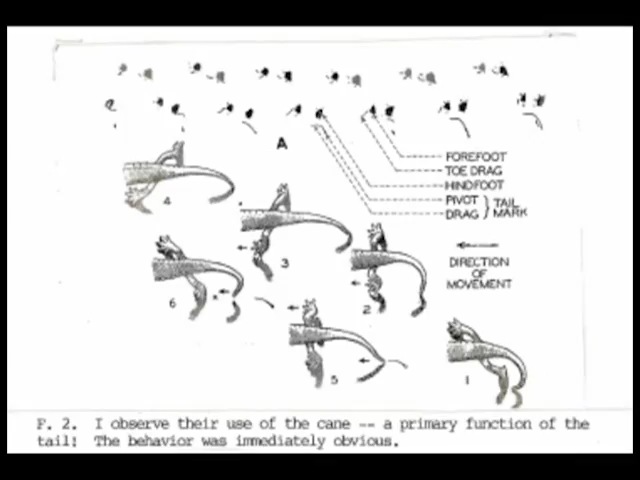 A
FOREFOOT
TOE DRAG
HINDFOOT
PIVOT } TAIL
DRAG } MARK
DIRECTION
OF
MOVEMENT
4
3
2
6
x
5
1
F. 2. I observe their use of the cane -- a primary function of the
tail: The behavior was immediately obvious.